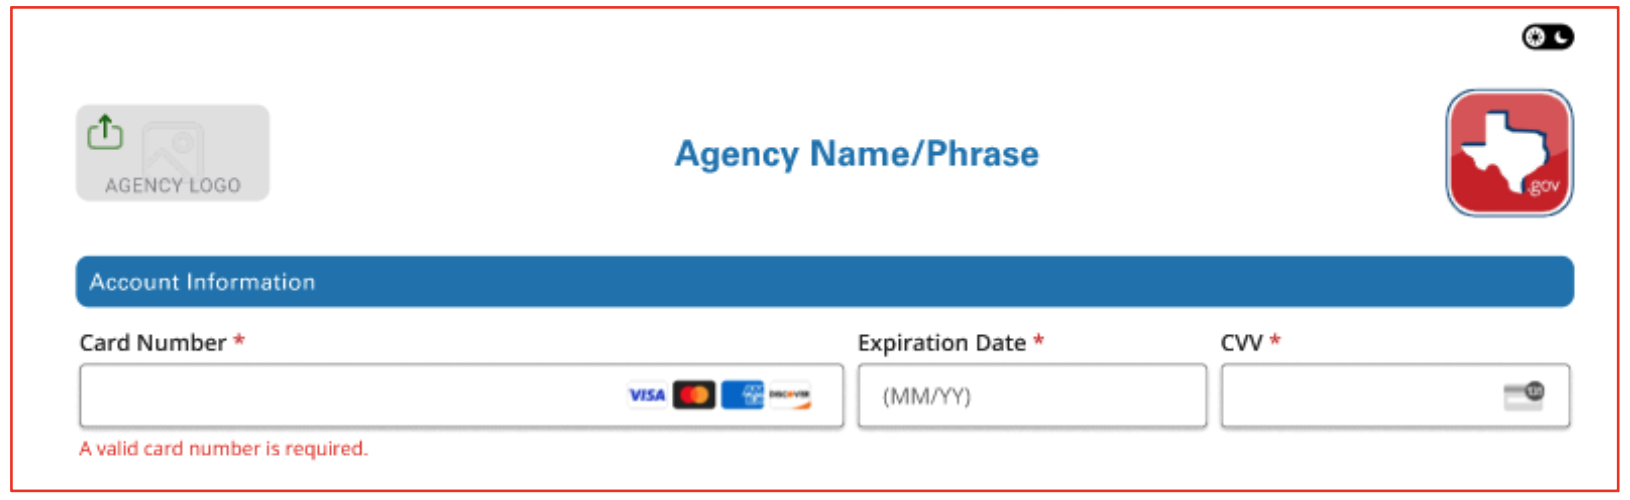 AGENCY LOGO
Agency Name/Phrase
.gov
Account Information
Card Number *
Expiration Date *
CVV *
VISA
DISCOVER
(MM/YY)
A valid card number is required.